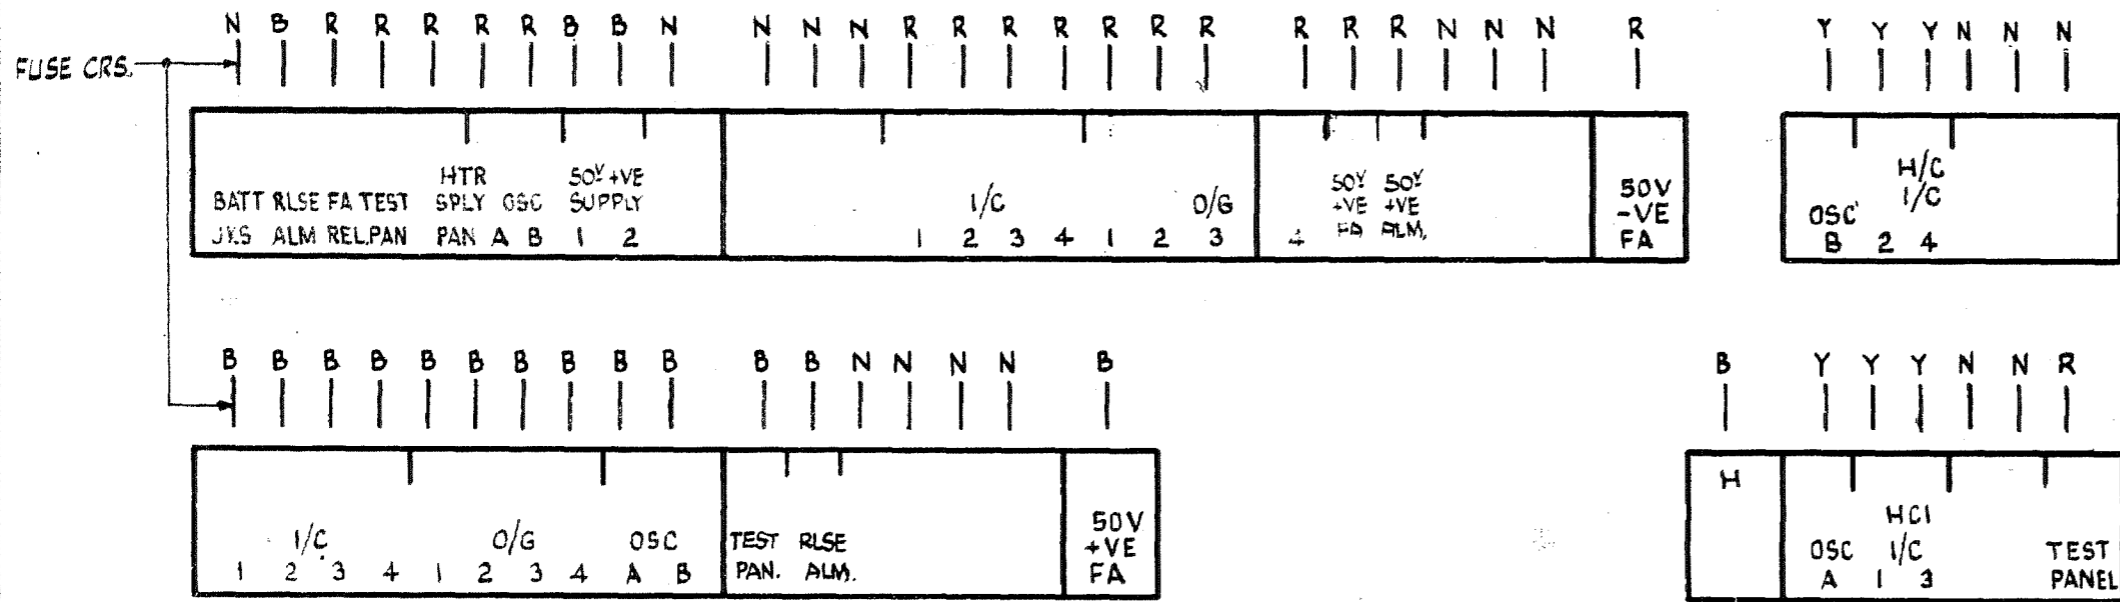 N B R R R R R B B N N N N R R R R R R R R R R N N N R Y Y Y N N N
FUSE CRS.
HTR 50V +VE H/C
BATT RLSE FA TEST SPLY OSC SUPPLY I/C O/G 50V 50V 50V OSC I/C
JKS ALM REL.PAN PAN A B 1 2 1 2 3 4 1 2 3 4 +VE +VE -VE B 2 4
FA ALM. FA
B B B B B B B B B B B B N N N N B B Y Y Y N N R
H
I/C O/G OSC TEST RLSE 50V HCI
1 2 3 4 1 2 3 4 A B PAN. ALM. +VE OSC I/C TEST
FA A 1 3 PANEL